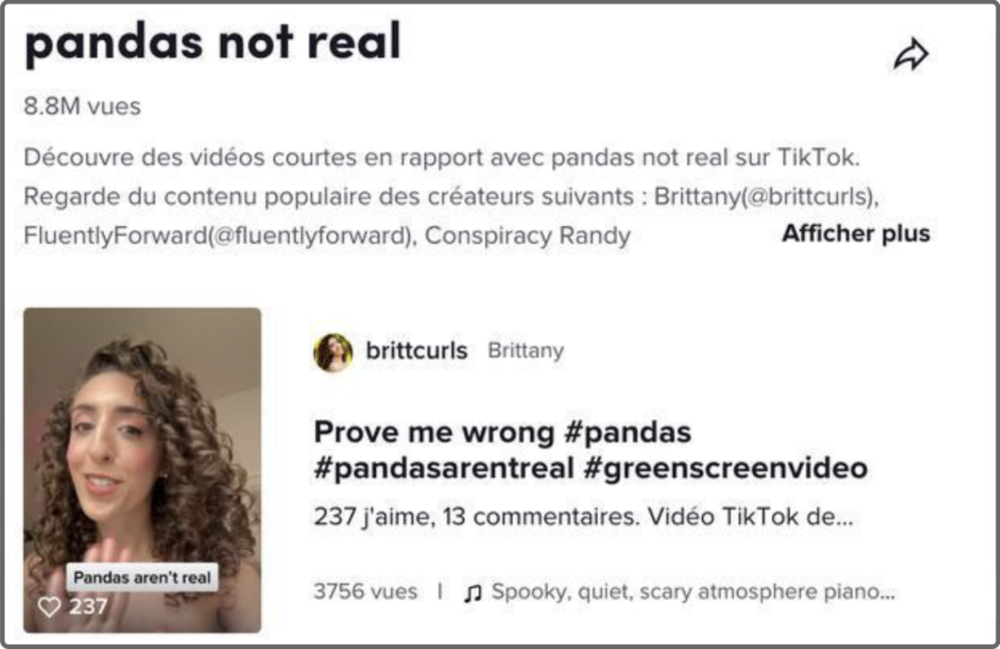 pandas not real
8.8M vues
Découvre des vidéos courtes en rapport avec pandas not real sur TikTok.
Regarde du contenu populaire des créateurs suivants : Brittany(@brittcurls),
FluentlyForward(@fluentlyforward), Conspiracy Randy Afficher plus
brittcurls Brittany
Prove me wrong #pandas
#pandasarentreal #greenscreenvideo
237 j'aime, 13 commentaires. Vidéo TikTok de...
Pandas aren't real
237
3756 vues | Spooky, quiet, scary atmosphere piano...